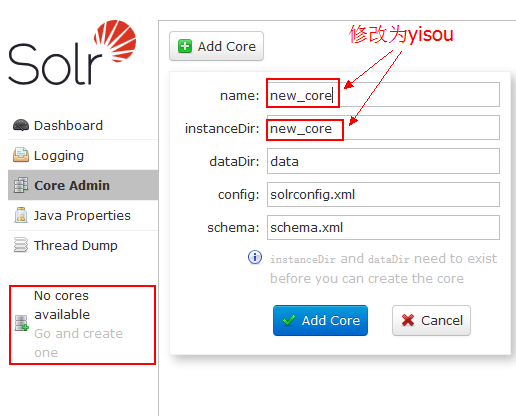 Solr
Dashboard
Logging
Core Admin
Java Properties
Thread Dump
No cores
available
Go and create
one
Add Core
修改为yisou
name: new_core
instanceDir: new_core
dataDir: data
config: solrconfig.xml
schema: schema.xml
instanceDir and dataDir need to exist
before you can create the core
Add Core
Cancel